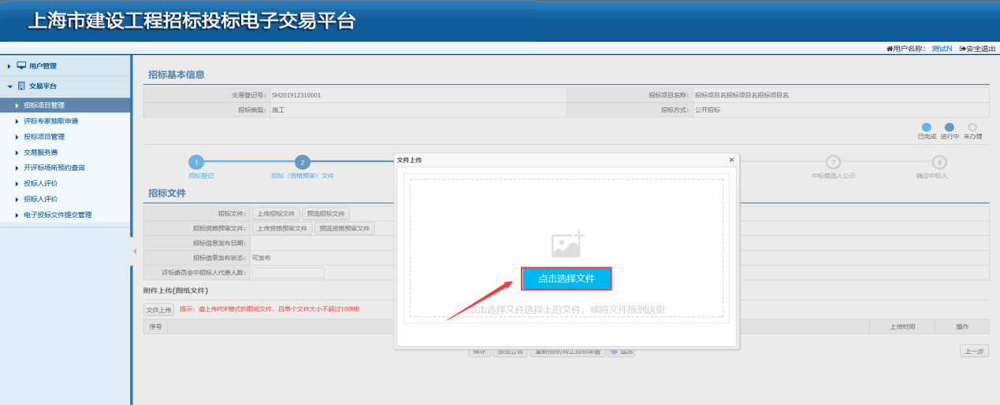 上海市建设工程招标投标电子交易平台
用户名称: 测试N 安全退出
用户管理
交易平台
招标项目管理
评标专家抽取申请
投标项目管理
交易服务费
开评标场所预约查询
投标人评价
招标人评价
电子投标文件提交管理
招标基本信息
交易登记号: SH201912310001 招标项目名称: 招标项目名招标项目名招标项目名
招标类型: 施工 招标方式: 公开招标
已完成 进行中 未办理
1 2 7 8
招标登记 招标（资格预审）文件 中标候选人公示 确定中标人
招标文件
招标文件: 上传招标文件 预览招标文件
招标资格预审文件: 上传资格预审文件 预览资格预审文件
招标信息发布日期:
招标信息发布状态: 可发布
评标委员会中招标人代表人数:
附件上传(图纸文件)
文件上传 提示：请上传PDF格式的图纸文件，且单个文件大小不超过100MB
序号 上传时间 操作
保存 预览公告 重新招标/终止招标申请 返回 上一步
文件上传 ×
点击选择文件
点击选择文件选择上的文件，或将文件拖到这里